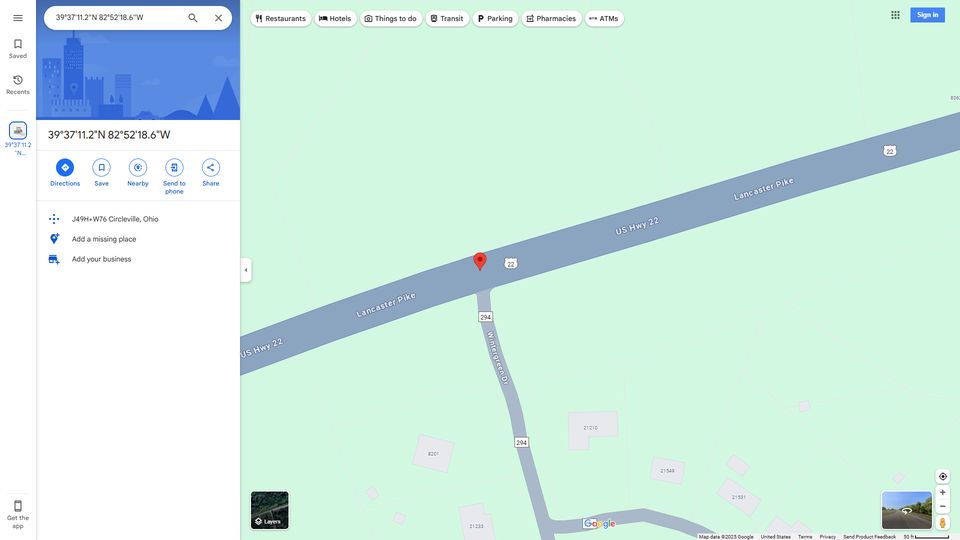 39°37'11.2"N 82°52'18.6"W
Restaurants
Hotels
Things to do
Transit
Parking
Pharmacies
ATMs
Sign in
Saved
Recents
39°37'11.2
"N...
39°37'11.2"N 82°52'18.6"W
Directions
Save
Nearby
Send to
phone
Share
J49H+W76 Circleville, Ohio
Add a missing place
Add your business
22
Lancaster Pike
US Hwy 22
22
Lancaster Pike
US Hwy 22
294
Wintergreen Dr
294
21210
8201
21549
21531
21233
Get the
app
Layers
Google
Map data ©2025 Google
United States
Terms
Privacy
Send Product Feedback
50 ft